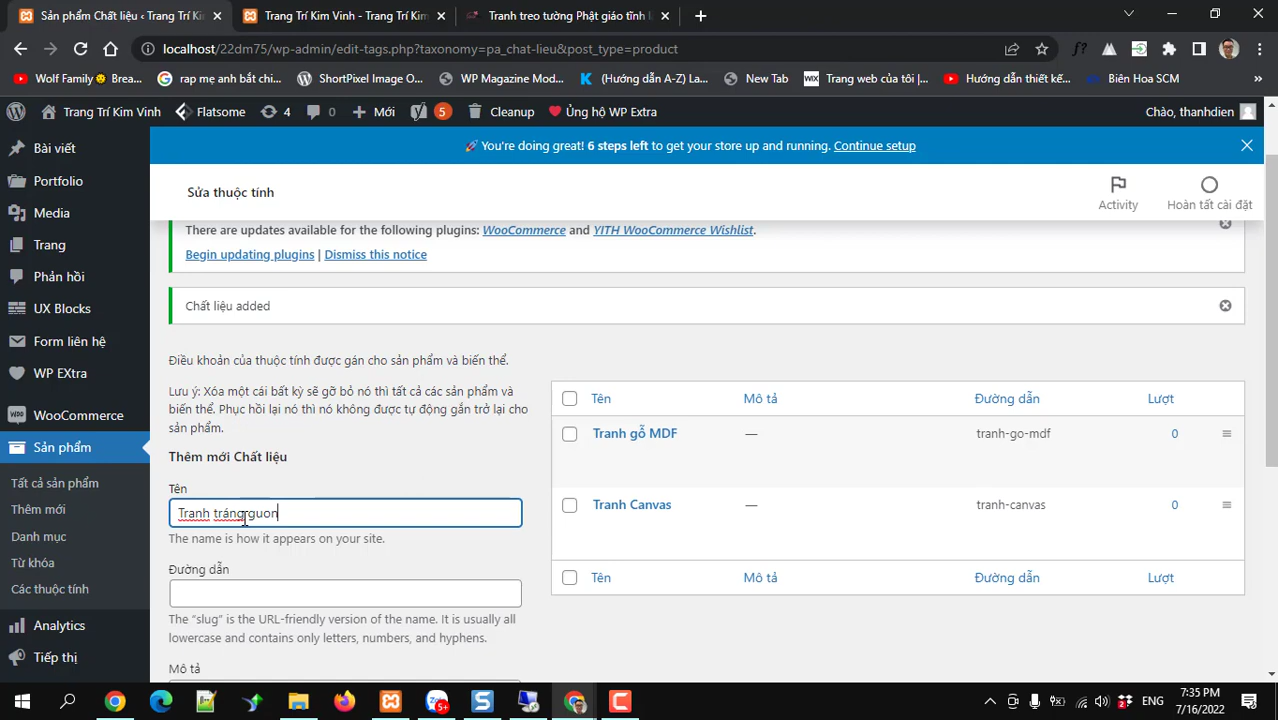 Sản phẩm Chất liệu ‹ Trang Trí K
Trang Trí Kim Vinh - Trang Trí Kim
Tranh treo tường Phật giáo tĩnh l
localhost/22dm75/wp-admin/edit-tags.php?taxonomy=pa_chat-lieu&post_type=product
Wolf Family Brea...
rap mẹ anh bắt chi...
ShortPixel Image O...
WP Magazine Mod...
(Hướng dẫn A-Z) La...
New Tab
Trang web của tôi |...
Hướng dẫn thiết kế...
Biên Hoa SCM
Trang Trí Kim Vinh
Flatsome
4
0
Mới
5
Cleanup
Ủng hộ WP Extra
Chào, thanhdien
Bài viết
Portfolio
Media
Trang
Phản hồi
UX Blocks
Form liên hệ
WP EXtra
WooCommerce
Sản phẩm
Tất cả sản phẩm
Thêm mới
Danh mục
Từ khóa
Các thuộc tính
Analytics
Tiếp thị
You're doing great! 6 steps left to get your store up and running. Continue setup
Sửa thuộc tính
Activity
Hoàn tất cài đặt
There are updates available for the following plugins: WooCommerce and YITH WooCommerce Wishlist.
Begin updating plugins | Dismiss this notice
Chất liệu added
Điều khoản của thuộc tính được gán cho sản phẩm và biến thể.
Lưu ý: Xóa một cái bất kỳ sẽ gỡ bỏ nó thì tất cả các sản phẩm và
biến thể. Phục hồi lại nó thì nó không được tự động gắn trở lại cho
sản phẩm.
Thêm mới Chất liệu
Tên
Tranh tráng guon
The name is how it appears on your site.
Đường dẫn
The “slug” is the URL-friendly version of the name. It is usually all
lowercase and contains only letters, numbers, and hyphens.
Mô tả
Tên Mô tả Đường dẫn Lượt
Tranh gỗ MDF — tranh-go-mdf 0
Tranh Canvas — tranh-canvas 0
Tên Mô tả Đường dẫn Lượt
5+
2
ENG
7:35 PM
7/16/2022